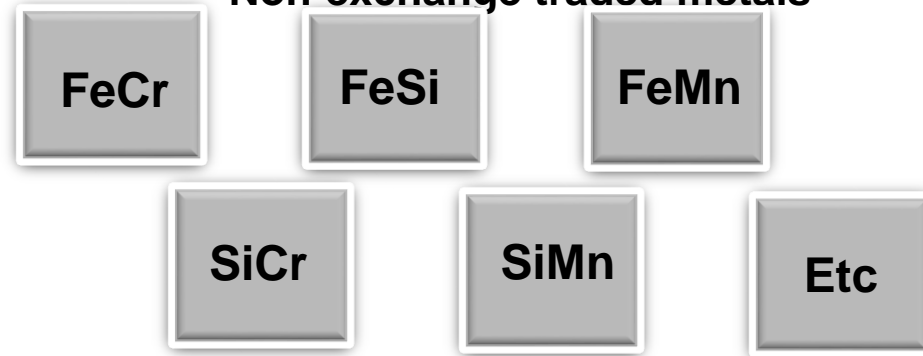 Non-exchange traded metals
FeCr FeSi FeMn
SiCr SiMn Etc